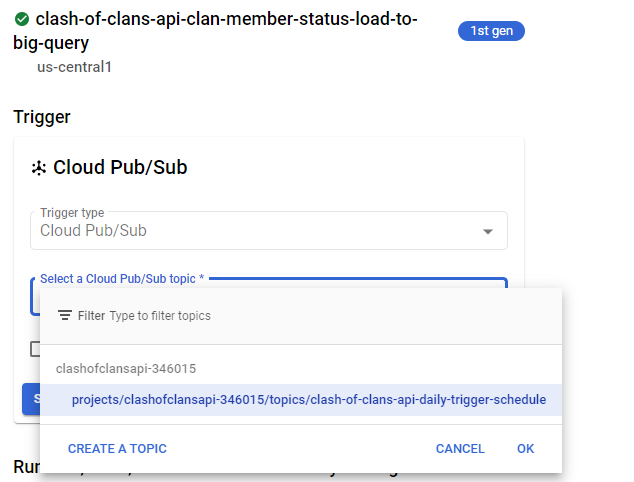 clash-of-clans-api-clan-member-status-load-to-
big-query
1st gen
us-central1
Trigger
Cloud Pub/Sub
Trigger type
Cloud Pub/Sub
Select a Cloud Pub/Sub topic *
Filter Type to filter topics
clashofclansapi-346015
projects/clashofclansapi-346015/topics/clash-of-clans-api-daily-trigger-schedule
CREATE A TOPIC
CANCEL
OK